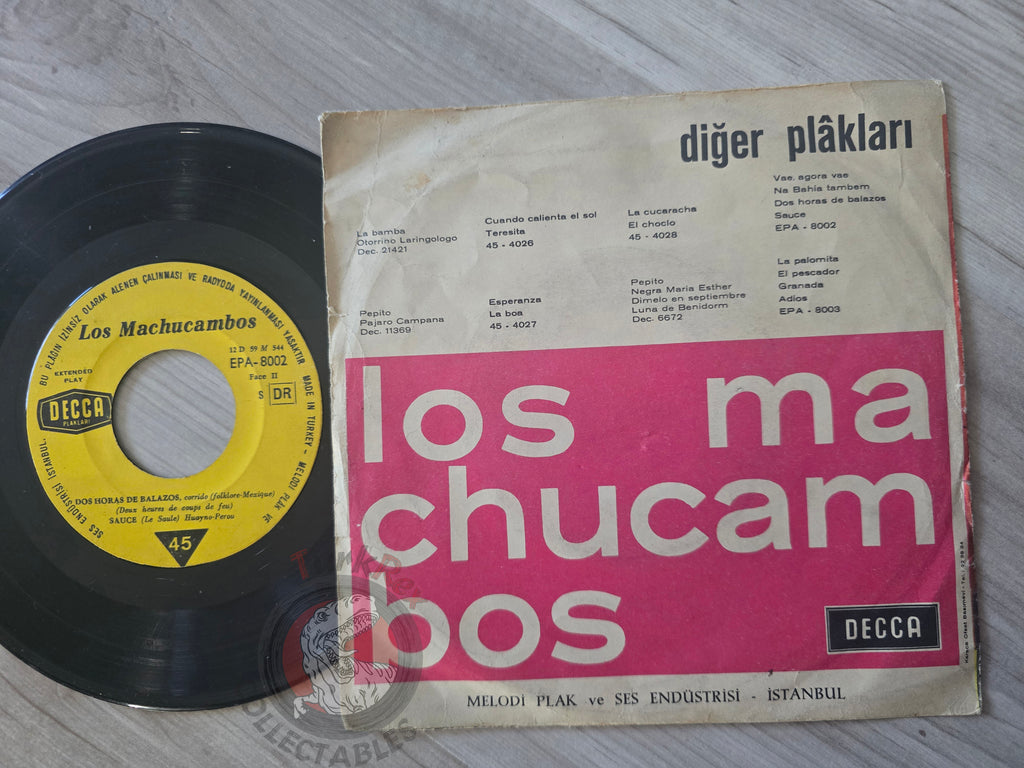 BU PLAĞIN İZİNSİZ OLARAK ALENEN ÇALINMASI VE RADYODA YAYINLANMASI YASAKTIR MADE IN TURKEY - MELODİ PLÂK VE SES ENDÜSTRİSİ İSTANBUL
Los Machucambos
12 D 59 M 544
EPA-8002
EXTENDED
PLAY
Face II
S DR
DECCA
PLAKLARI
DOS HORAS DE BALAZOS, corrido (folklore-Mexique)
(Deux heures de coups de feu)
SAUCE (Le Saule) Huayno-Perou
45
diğer plâkları
La bamba
Otorrino Laringologo
Dec. 21421
Cuando calienta el sol
Teresita
45 - 4026
La cucaracha
El choclo
45 - 4028
Vae, agora vae
Na Bahia tambem
Dos horas de balazos
Sauce
EPA - 8002
Pepito
Pajaro Campana
Dec. 11369
Esperanza
La boa
45 - 4027
Pepito
Negra Maria Esther
Dimelo en septiembre
Luna de Benidorm
Dec. 6672
La palomita
El pescador
Granada
Adios
EPA - 8003
los ma
chucam
bos
DECCA
MELODİ PLAK ve SES ENDÜSTRİSİ - İSTANBUL